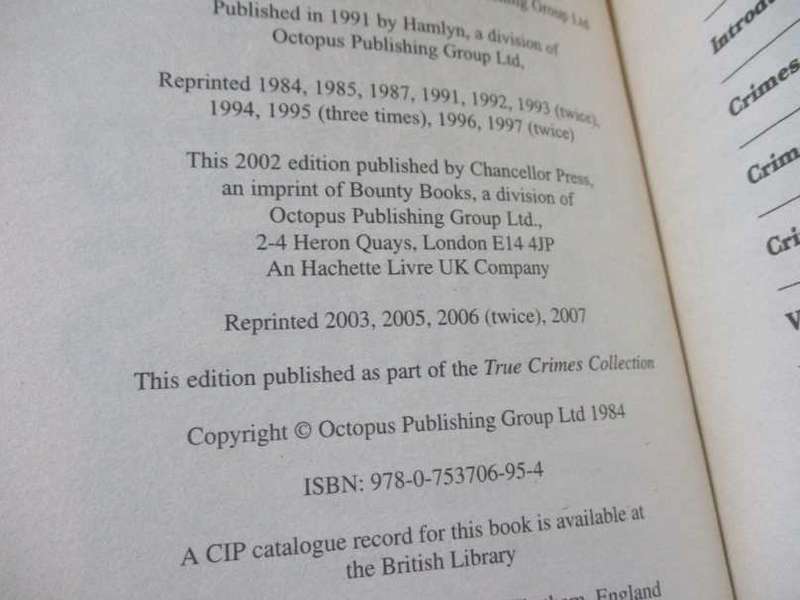 Group Ltd
Published in 1991 by Hamlyn, a division of
Octopus Publishing Group Ltd,
Reprinted 1984, 1985, 1987, 1991, 1992, 1993 (twice),
1994, 1995 (three times), 1996, 1997 (twice)
This 2002 edition published by Chancellor Press,
an imprint of Bounty Books, a division of
Octopus Publishing Group Ltd.,
2-4 Heron Quays, London E14 4JP
An Hachette Livre UK Company
Reprinted 2003, 2005, 2006 (twice), 2007
This edition published as part of the True Crimes Collection
Copyright © Octopus Publishing Group Ltd 1984
ISBN: 978-0-753706-95-4
A CIP catalogue record for this book is available at
the British Library
England
Introdu
Crimes
Crim
Cri
V